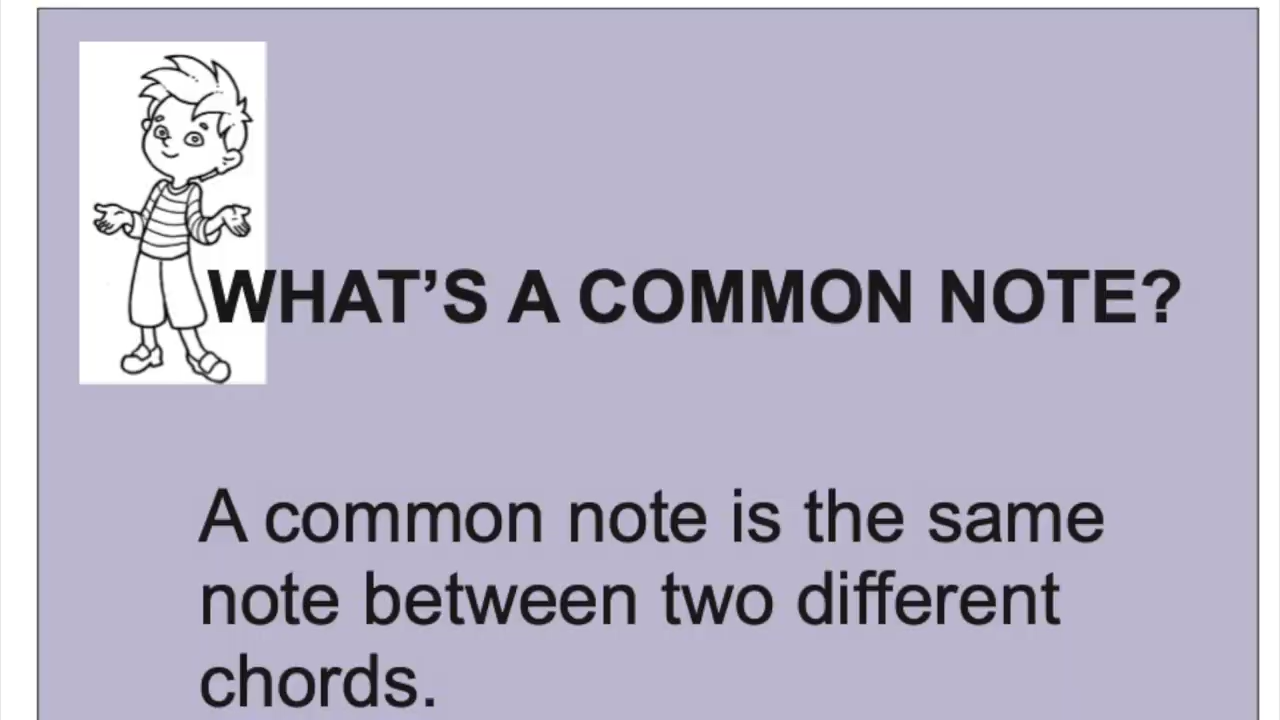 WHAT’S A COMMON NOTE?
A common note is the same
note between two different
chords.